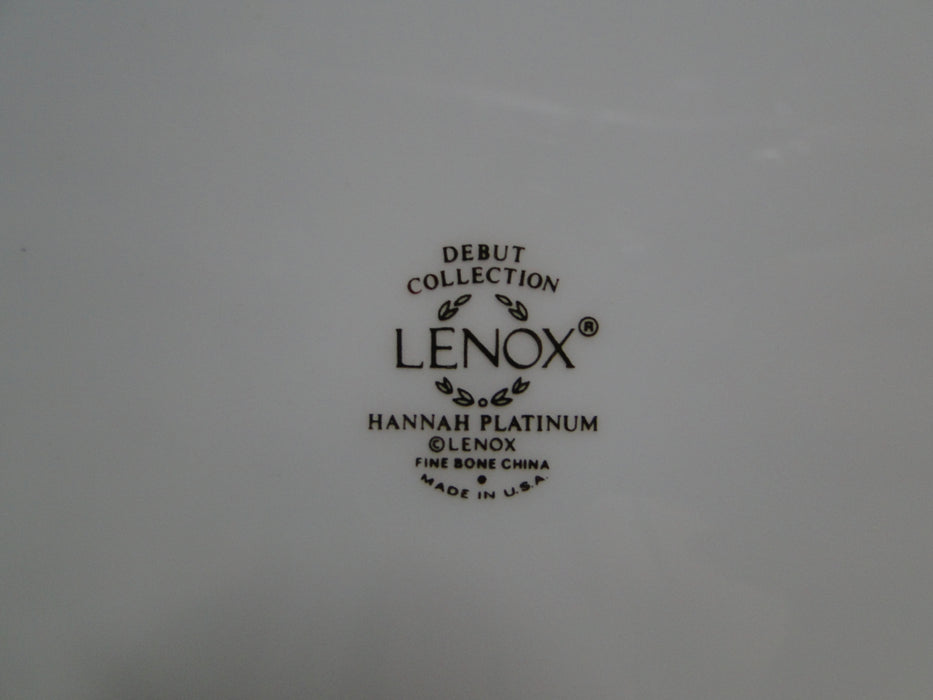 DEBUT
COLLECTION
LENOX®
HANNAH PLATINUM
©LENOX
FINE BONE CHINA
MADE IN U.S.A.